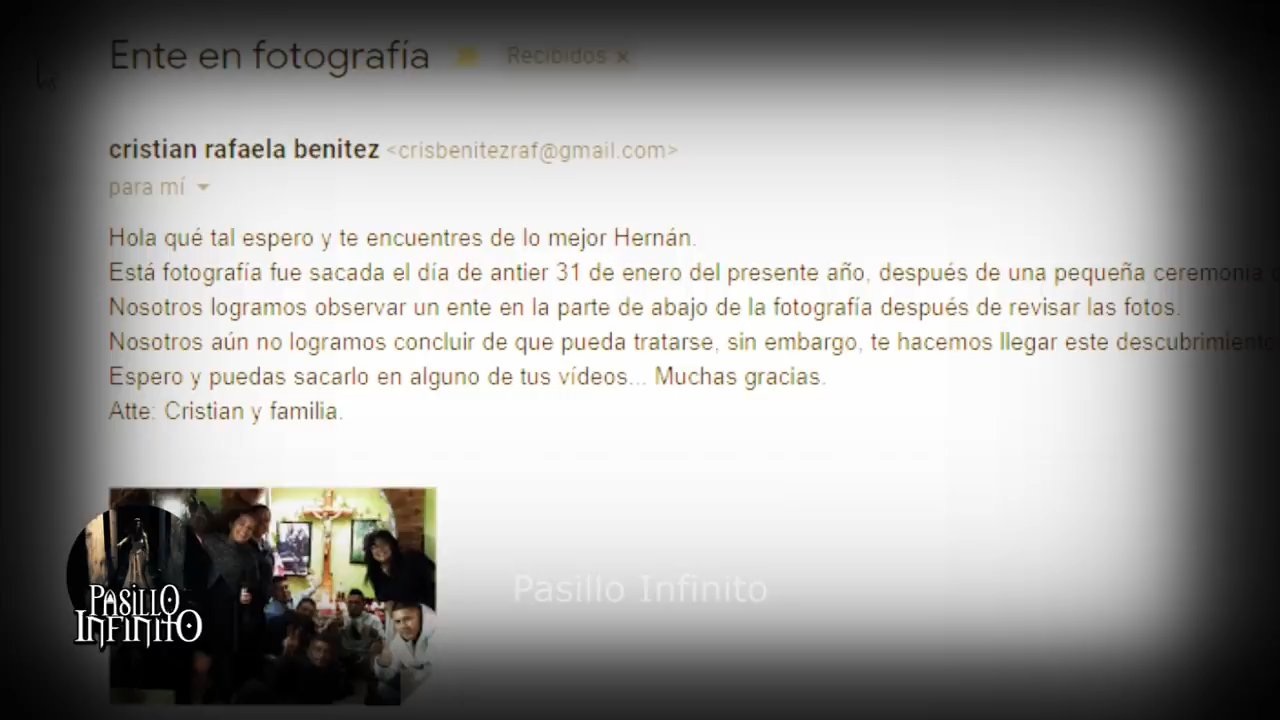 Ente en fotografía Recibidos x
cristian rafaela benitez <crisbenitezraf@gmail.com>
para mí
Hola qué tal espero y te encuentres de lo mejor Hernán.
Está fotografía fue sacada el día de antier 31 de enero del presente año, después de una pequeña ceremonia
Nosotros logramos observar un ente en la parte de abajo de la fotografía después de revisar las fotos.
Nosotros aún no logramos concluir de que pueda tratarse, sin embargo, te hacemos llegar este descubrimiento
Espero y puedas sacarlo en alguno de tus vídeos... Muchas gracias.
Atte: Cristian y familia.
Pasillo Infinito
PASILLO
INFINITO